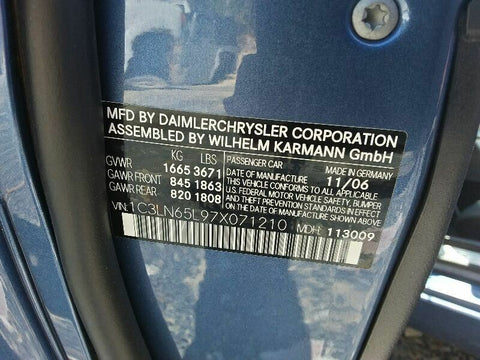 MFD BY DAIMLERCHRYSLER CORPORATION
ASSEMBLED BY WILHELM KARMANN GmbH
KG LBS PASSENGER CAR
GVWR 1665 3671 DATE OF MANUFACTURE 11/06
GAWR FRONT 845 1863 THIS VEHICLE CONFORMS TO ALL APPLICABLE
GAWR REAR 820 1808 U.S. FEDERAL MOTOR VEHICLE SAFETY, BUMPER
AND THEFT PREVENTION STANDARDS IN EFFECT
ON THE DATE OF MANUFACTURE SHOWN ABOVE
VIN: 1C3LN65L97X071210 MDH: 113009